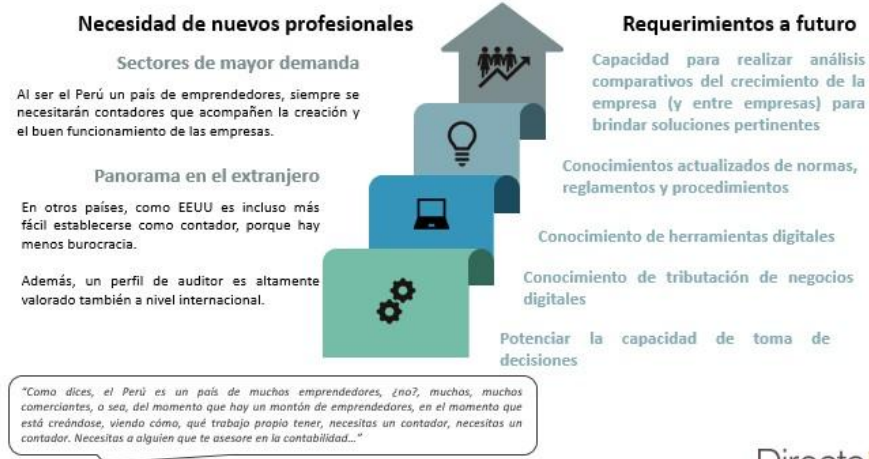 Necesidad de nuevos profesionales
Sectores de mayor demanda
Al ser el Perú un país de emprendedores, siempre se
necesitarán contadores que acompañen la creación y
el buen funcionamiento de las empresas.
Panorama en el extranjero
En otros países, como EEUU es incluso más
fácil establecerse como contador, porque hay
menos burocracia.
Además, un perfil de auditor es altamente
valorado también a nivel internacional.
Requerimientos a futuro
Capacidad para realizar análisis
comparativos del crecimiento de la
empresa (y entre empresas) para
brindar soluciones pertinentes
Conocimientos actualizados de normas,
reglamentos y procedimientos
Conocimiento de herramientas digitales
Conocimiento de tributación de negocios
digitales
Potenciar la capacidad de toma de
decisiones
"Como dices, el Perú es un país de muchos emprendedores, ¿no?, muchos, muchos
comerciantes, o sea, del momento que hay un montón de emprendedores, en el momento que
está creándose, viendo cómo, qué trabajo propio tener, necesitas un contador, necesitas un
contador. Necesitas a alguien que te asesore en la contabilidad…"